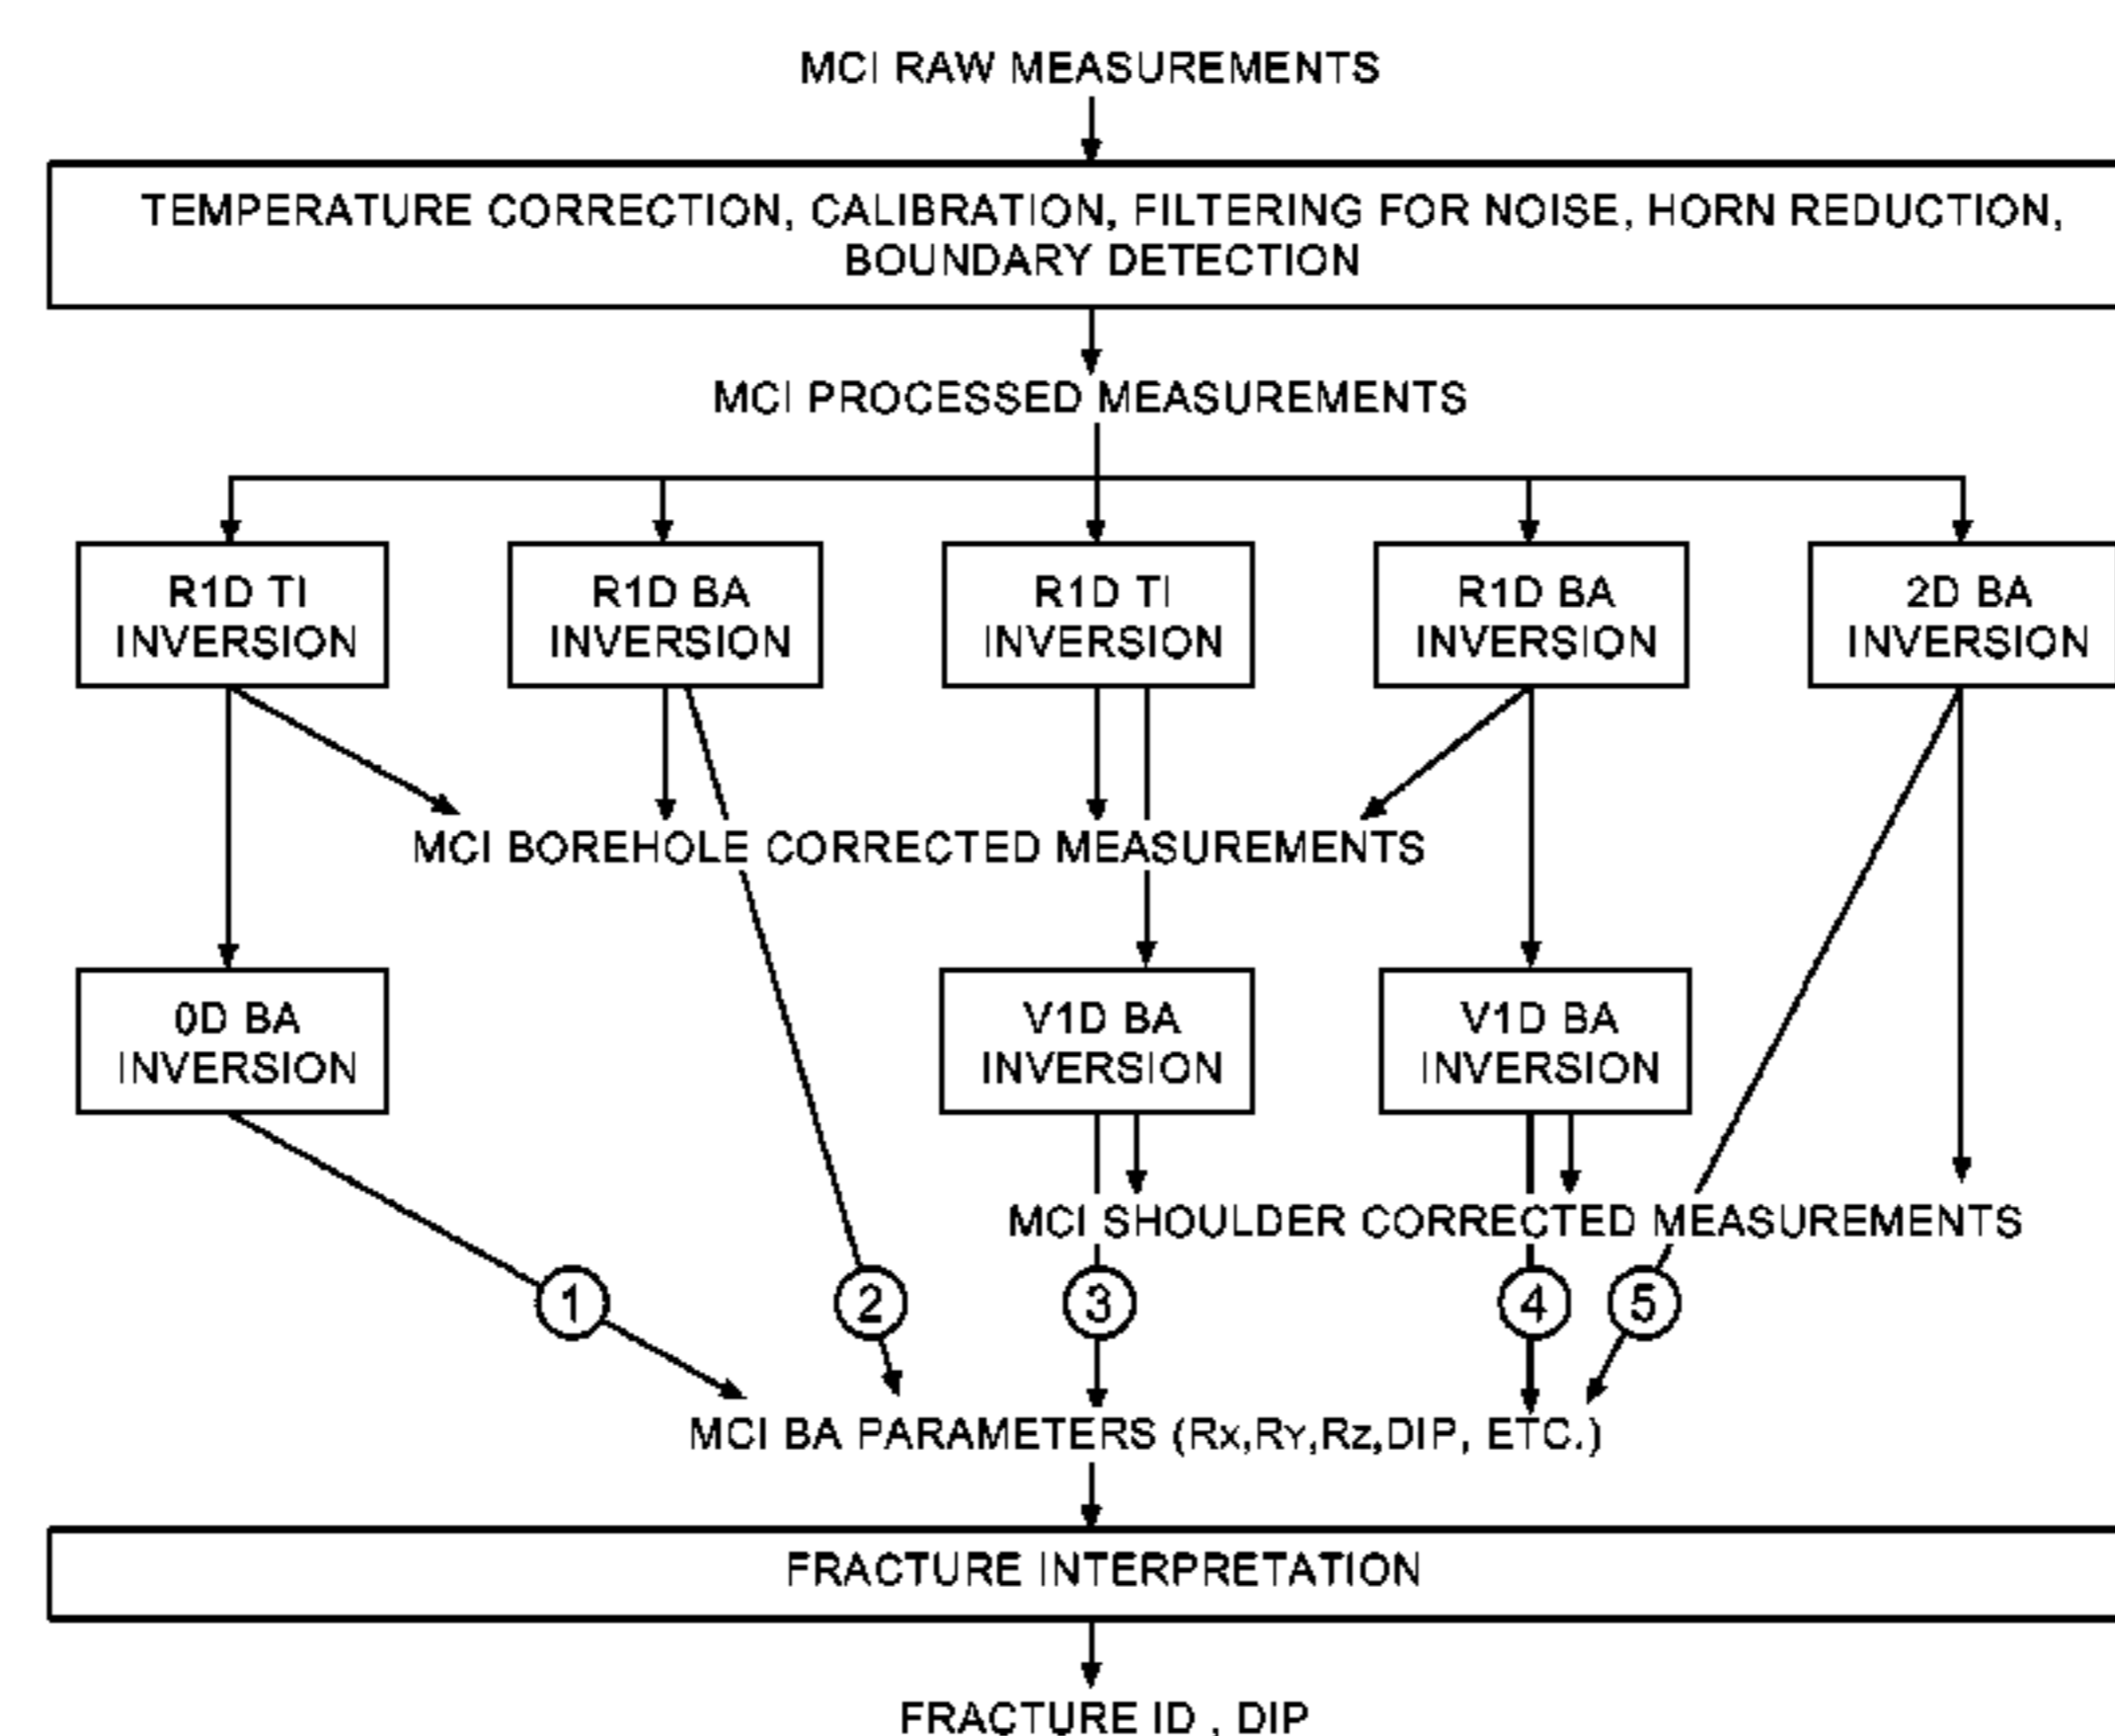 MCI RAW MEASUREMENTS
TEMPERATURE CORRECTION, CALIBRATION, FILTERING FOR NOISE, HORN REDUCTION,
BOUNDARY DETECTION
MCI PROCESSED MEASUREMENTS
R1D TI
INVERSION
R1D BA
INVERSION
R1D TI
INVERSION
R1D BA
INVERSION
2D BA
INVERSION
MCI BOREHOLE CORRECTED MEASUREMENTS
0D BA
INVERSION
V1D BA
INVERSION
V1D BA
INVERSION
MCI SHOULDER CORRECTED MEASUREMENTS
1
2
3
4
5
MCI BA PARAMETERS (Rx,RY,Rz,DIP, ETC.)
FRACTURE INTERPRETATION
FRACTURE ID , DIP